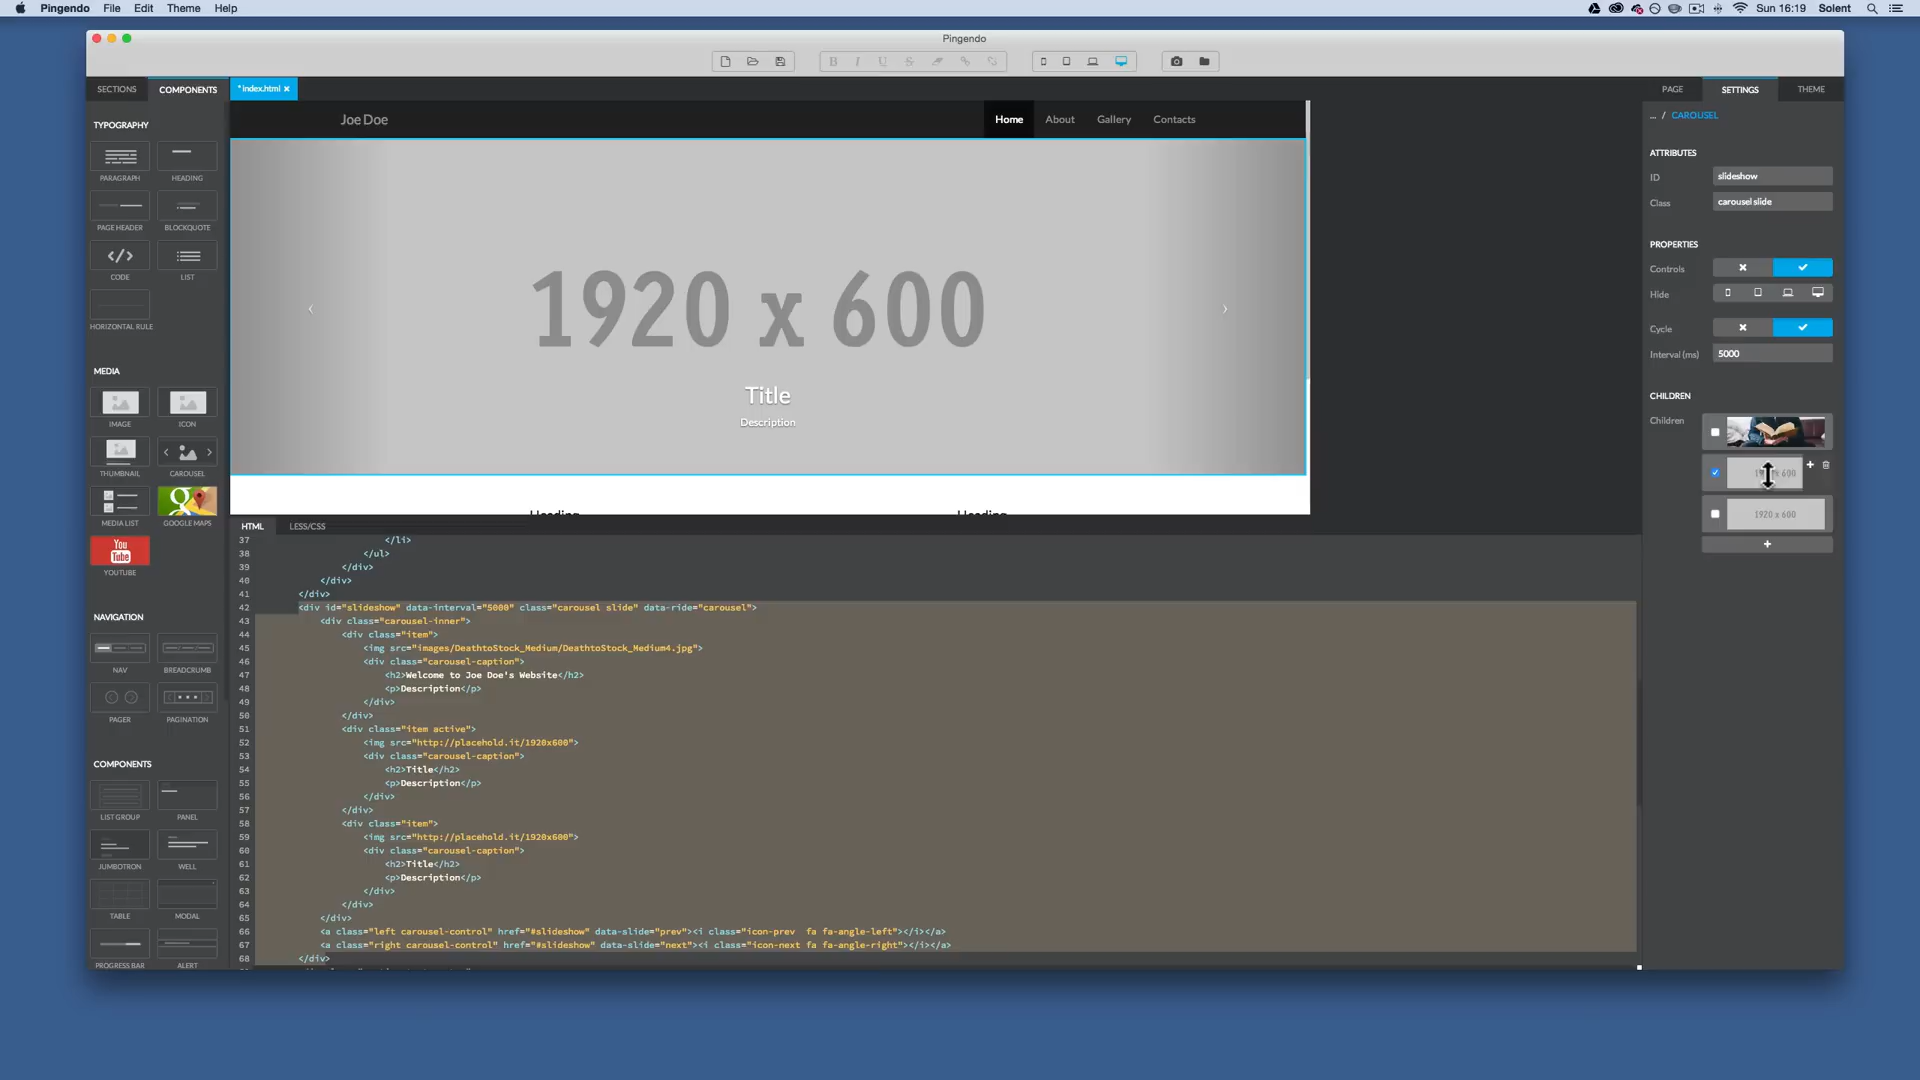 Pingendo File Edit Theme Help
Sun 16:19 Solent
Pingendo
B I U S
SECTIONS COMPONENTS
* index.html ×
PAGE SETTINGS THEME
TYPOGRAPHY
PARAGRAPH HEADING
PAGE HEADER BLOCKQUOTE
</>
CODE LIST
HORIZONTAL RULE
MEDIA
IMAGE ICON
THUMBNAIL CAROUSEL
g
MEDIA LIST GOOGLE MAPS
You
Tube
YOUTUBE
NAVIGATION
NAV BREADCRUMB
PAGER PAGINATION
COMPONENTS
LIST GROUP PANEL
JUMBOTRON WELL
TABLE MODAL
PROGRESS BAR ALERT
Joe Doe
Home About Gallery Contacts
1920 x 600
Title
Description
Heading Heading
HTML LESS/CSS
37 </li>
38 </ul>
39 </div>
40 </div>
41 </div>
42 <div id="slideshow" data-interval="5000" class="carousel slide" data-ride="carousel">
43 <div class="carousel-inner">
44 <div class="item">
45 <img src="images/DeathtoStock_Medium/DeathtoStock_Medium4.jpg">
46 <div class="carousel-caption">
47 <h2>Welcome to Joe Doe's Website</h2>
48 <p>Description</p>
49 </div>
50 </div>
51 <div class="item active">
52 <img src="http://placehold.it/1920x600">
53 <div class="carousel-caption">
54 <h2>Title</h2>
55 <p>Description</p>
56 </div>
57 </div>
58 <div class="item">
59 <img src="http://placehold.it/1920x600">
60 <div class="carousel-caption">
61 <h2>Title</h2>
62 <p>Description</p>
63 </div>
64 </div>
65 </div>
66 <a class="left carousel-control" href="#slideshow" data-slide="prev"><i class="icon-prev  fa fa-angle-left"></i></a>
67 <a class="right carousel-control" href="#slideshow" data-slide="next"><i class="icon-next fa fa-angle-right"></i></a>
68 </div>
... / CAROUSEL
ATTRIBUTES
ID slideshow
Class carousel slide
PROPERTIES
Controls
Hide
Cycle
Interval (ms) 5000
CHILDREN
Children
1920 x 600
+